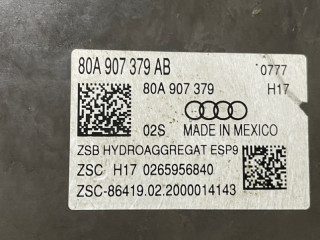 80A 907 379 AB 0777
80A 907 379 H17
02S MADE IN MEXICO
ZSB HYDROAGGREGAT ESP9
ZSC H17 0265956840
ZSC-86419.02.2000014143